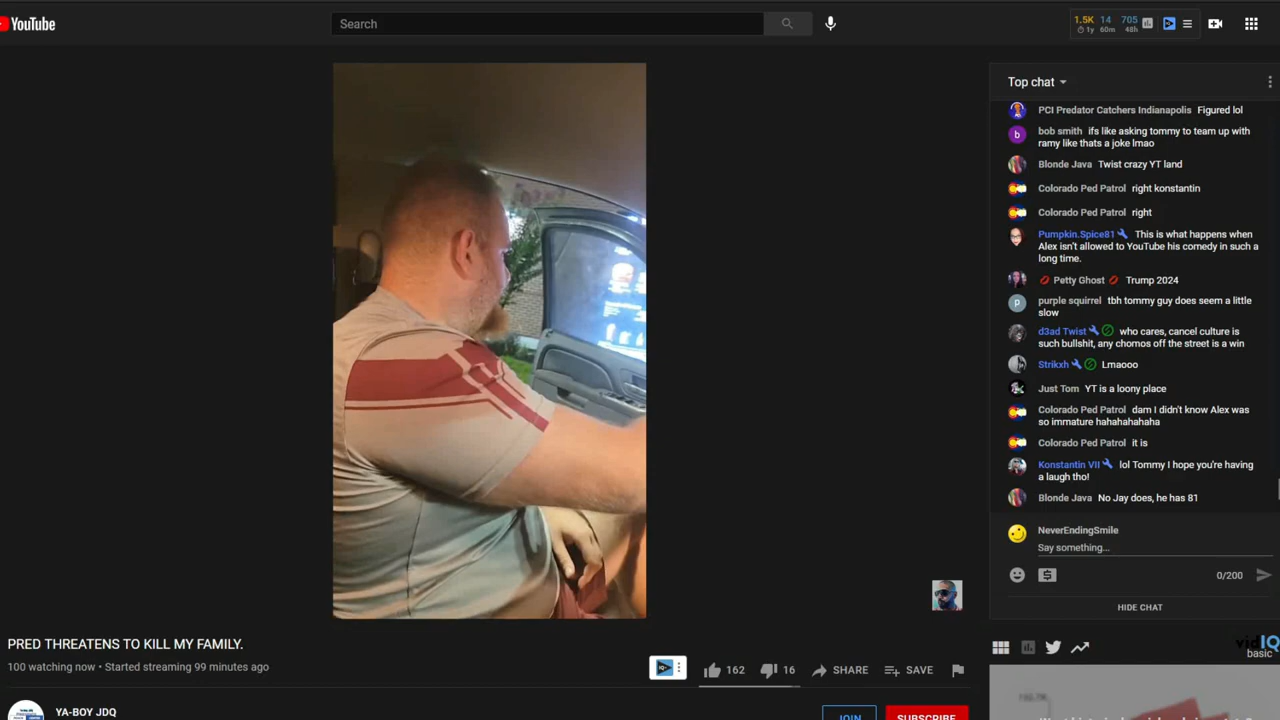 YouTube
Search
1.5K 14 705
1y 60m 48h
Top chat
PCI Predator Catchers Indianapolis Figured lol
bob smith ifs like asking tommy to team up with
ramy like thats a joke lmao
Blonde Java Twist crazy YT land
Colorado Ped Patrol right konstantin
Colorado Ped Patrol right
Pumpkin.Spice81 This is what happens when
Alex isn't allowed to YouTube his comedy in such a
long time.
Petty Ghost Trump 2024
purple squirrel tbh tommy guy does seem a little
slow
d3ad Twist who cares, cancel culture is
such bullshit, any chomos off the street is a win
Strikxh Lmaooo
Just Tom YT is a loony place
Colorado Ped Patrol dam I didn't know Alex was
so immature hahahahahaha
Colorado Ped Patrol it is
Konstantin VII lol Tommy I hope you're having
a laugh tho!
Blonde Java No Jay does, he has 81
NeverEndingSmile
Say something...
0/200
HIDE CHAT
PRED THREATENS TO KILL MY FAMILY.
100 watching now • Started streaming 99 minutes ago
162 16 SHARE SAVE
vidIQ
basic
YA-BOY JDQ
JOIN SUBSCRIBE